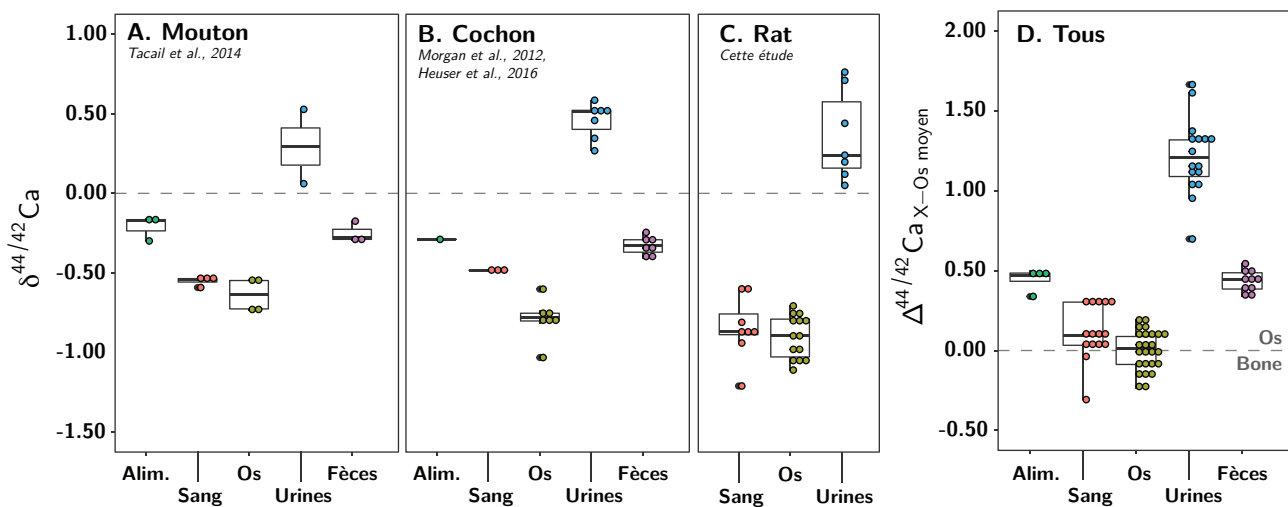 A. Mouton
Tacail et al., 2014
B. Cochon
Morgan et al., 2012,
Heuser et al., 2016
C. Rat
Cette étude
D. Tous
δ⁴⁴/⁴²Ca
1.00
0.50
0.00
-0.50
-1.00
-1.50
Δ⁴⁴/⁴²Ca X−Os moyen
2.00
1.50
1.00
0.50
0.00
-0.50
Os
Bone
Alim. Sang Os Urines Fèces
Alim. Sang Os Urines Fèces
Sang Os Urines
Alim. Sang Os Urines Fèces